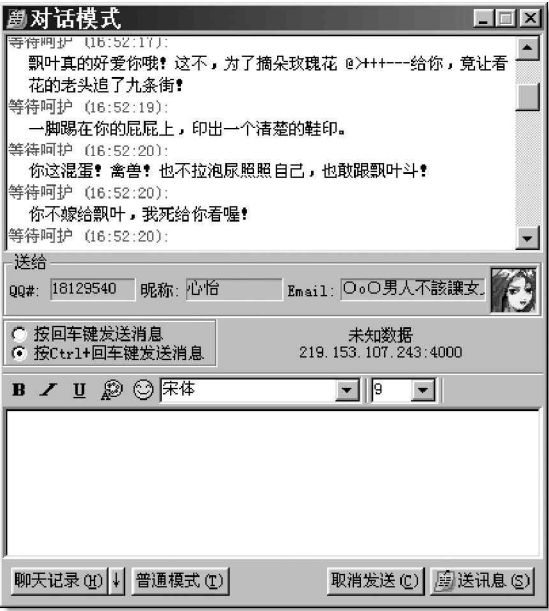 对话模式
等待呵护 (16:52:17):
飘叶真的好爱你哦! 这不，为了摘朵玫瑰花 @>+++---给你，竟让看
花的老头追了九条街!
等待呵护 (16:52:19):
一脚踢在你的屁屁上，印出一个清楚的鞋印。
等待呵护 (16:52:20):
你这混蛋! 禽兽! 也不拉泡尿照照自己，也敢跟飘叶斗!
等待呵护 (16:52:20):
你不嫁给飘叶，我死给你看喔!
等待呵护 (16:52:20):
送给
QQ#: 18129540 昵称: 心怡 Email: ○o○男人不該讓女
按回车键发送消息
按Ctrl+回车键发送消息
未知数据
219.153.107.243:4000
B I U 宋体 9
聊天记录(H) ↓ 普通模式(T) 取消发送(C) 送讯息(S)